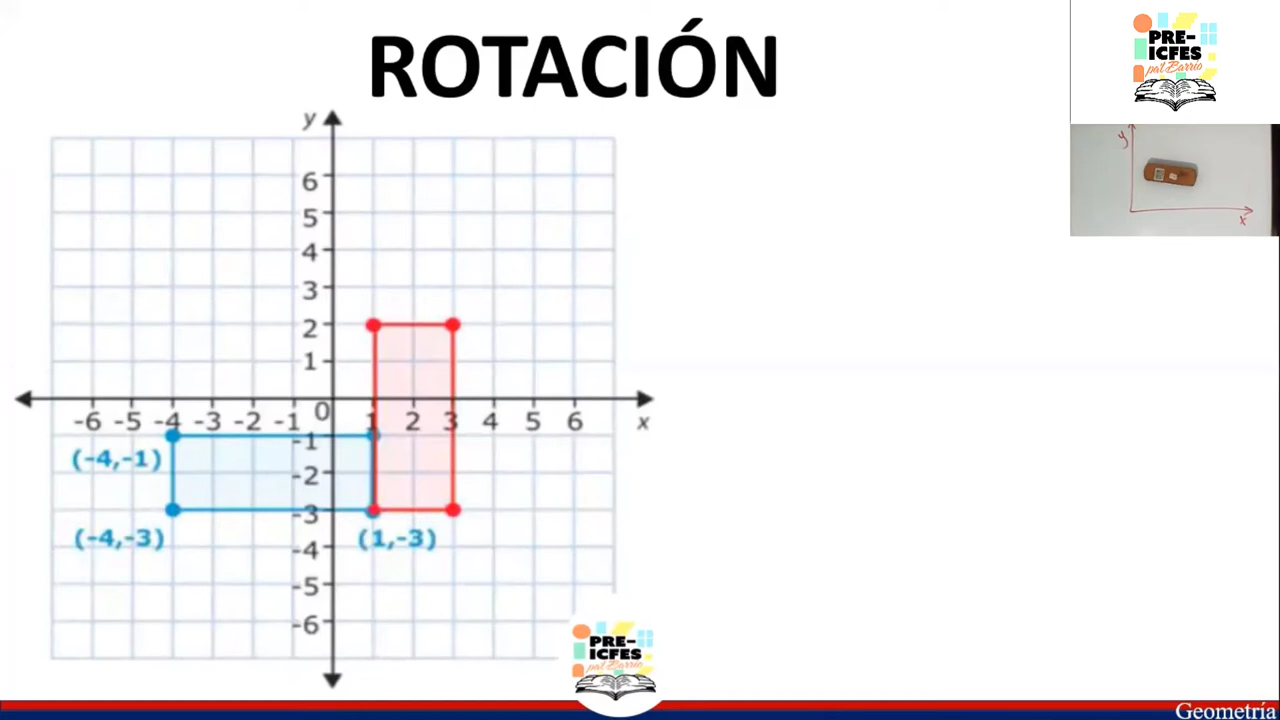 ROTACIÓN
PRE-
ICFES
pal Barrio
y
x
y
6
5
4
3
2
1
0
-6 -5 -4 -3 -2 -1 1 2 3 4 5 6 x
-1
(-4,-1)
-2
-3
(-4,-3) (1,-3)
-4
-5
-6
PRE-
ICFES
pal Barrio
Geometría